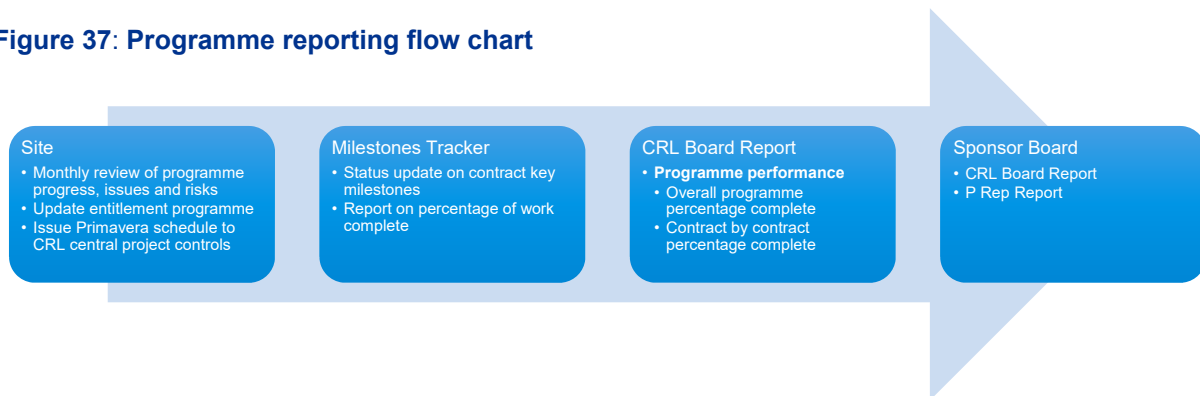 Figure 37: Programme reporting flow chart
Site
• Monthly review of programme
progress, issues and risks
• Update entitlement programme
• Issue Primavera schedule to
CRL central project controls
Milestones Tracker
• Status update on contract key
milestones
• Report on percentage of work
complete
CRL Board Report
• Programme performance
• Overall programme
percentage complete
• Contract by contract
percentage complete
Sponsor Board
• CRL Board Report
• P Rep Report